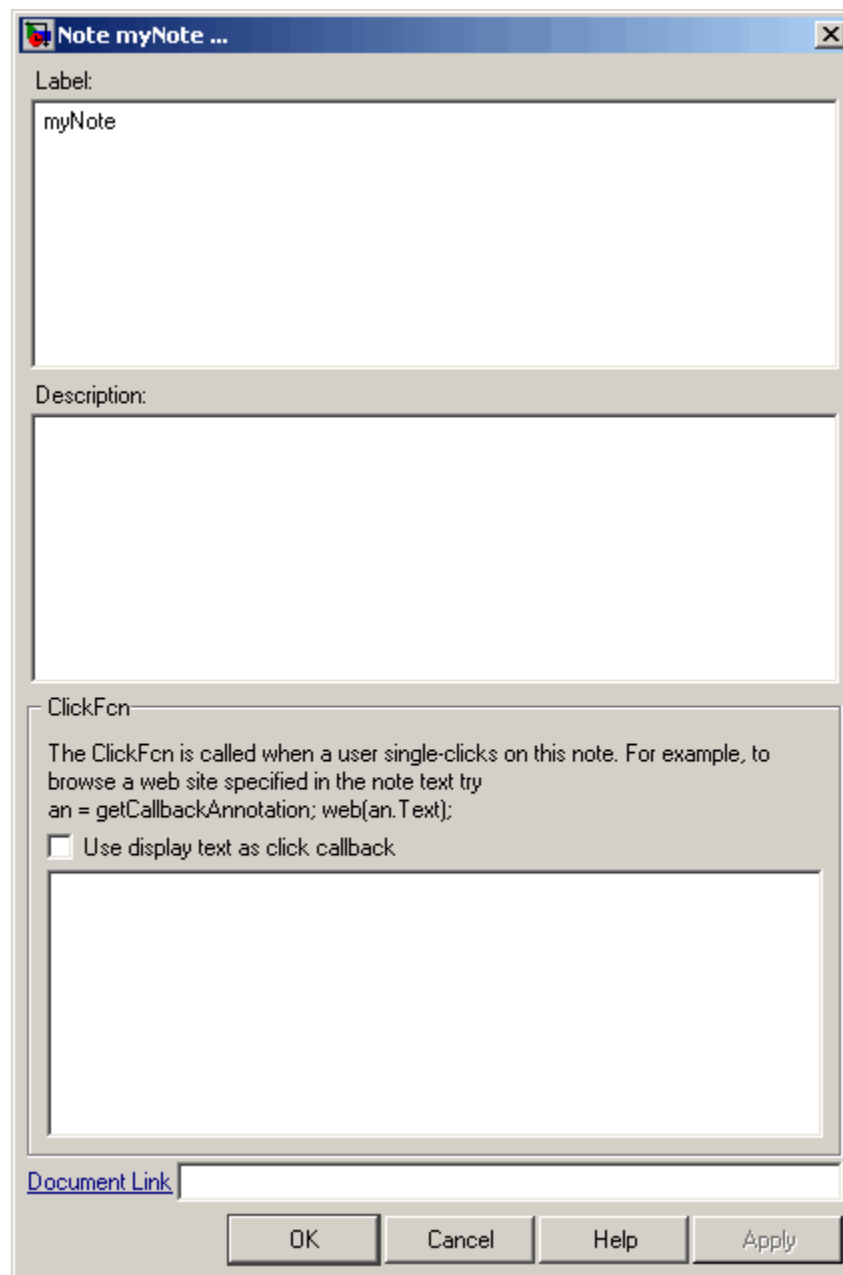 Note myNote ...
Label:
myNote
Description:
ClickFcn
The ClickFcn is called when a user single-clicks on this note. For example, to
browse a web site specified in the note text try
an = getCallbackAnnotation; web(an.Text);
Use display text as click callback
Document Link
OK Cancel Help Apply